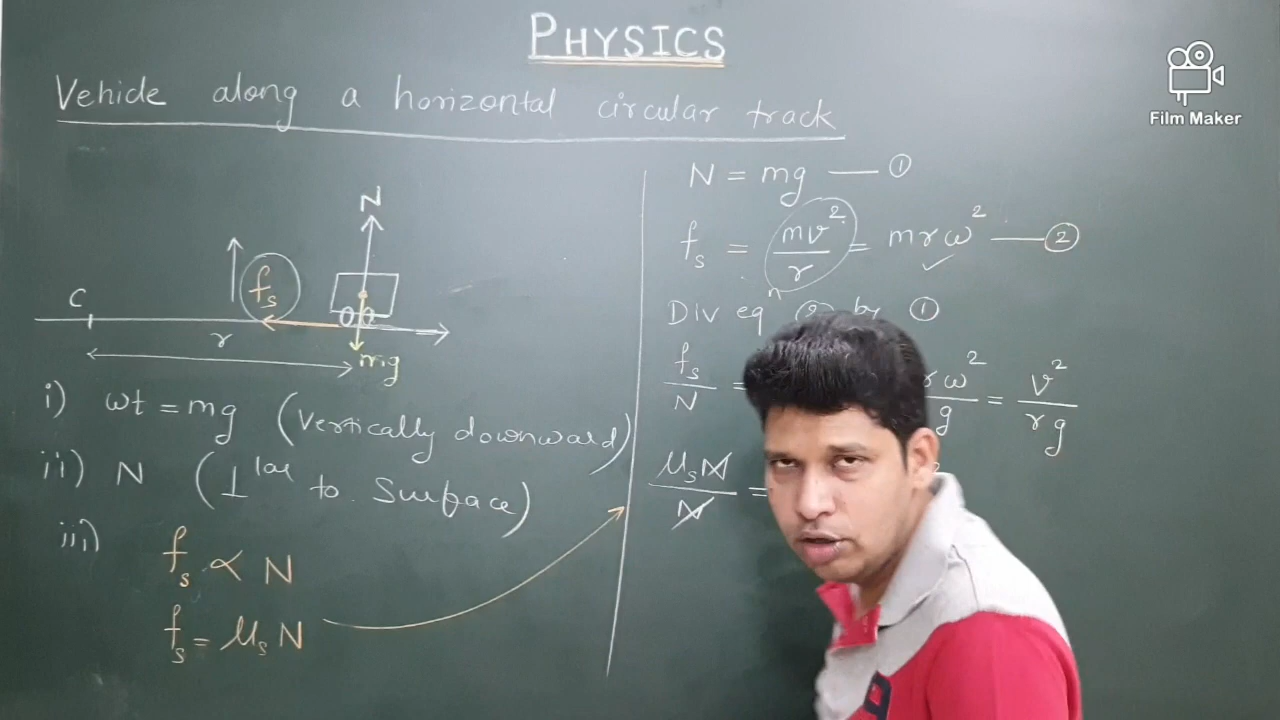 PHYSICS
Film Maker
Vehicle along a horizontal circular track
N
C
fs
r
mg
i) wt = mg (Vertically downward)
ii) N (⊥lar to Surface)
iii)
fs ∝ N
fs = μs N
N = mg — ①
fs = mv²/r = mrω² — ②
Div eqn ② by ①
fs/N = rω²/g = v²/rg
μsN/N =